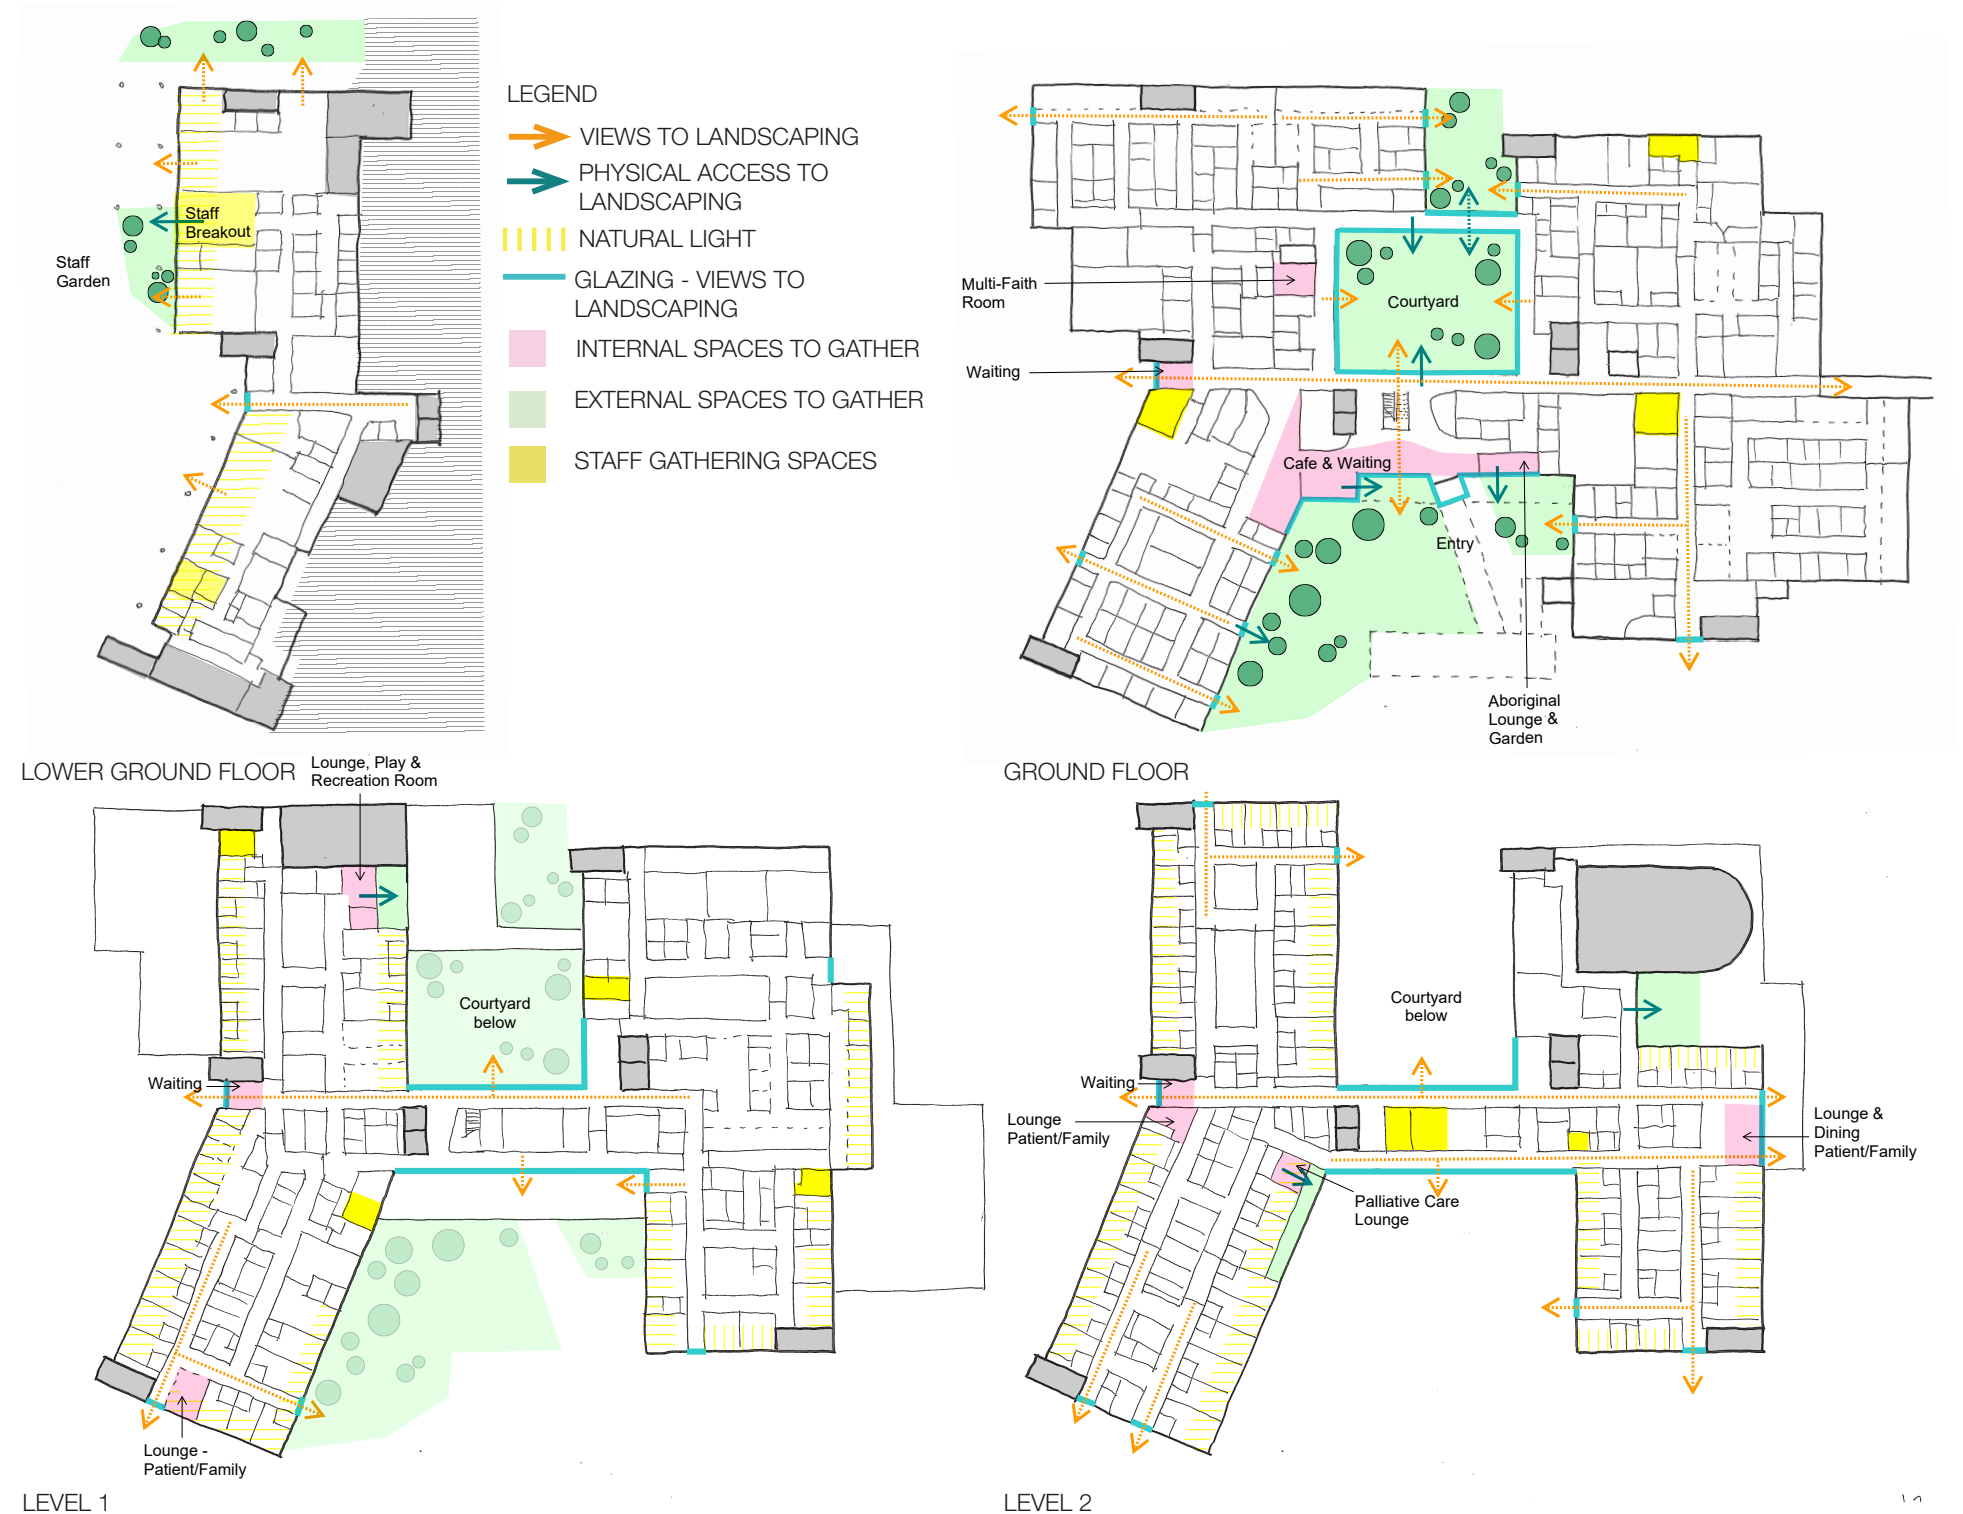 LEGEND
VIEWS TO LANDSCAPING
PHYSICAL ACCESS TO
LANDSCAPING
NATURAL LIGHT
GLAZING - VIEWS TO
LANDSCAPING
INTERNAL SPACES TO GATHER
EXTERNAL SPACES TO GATHER
STAFF GATHERING SPACES
Staff
Breakout
Staff
Garden
LOWER GROUND FLOOR
Multi-Faith
Room
Courtyard
Waiting
Cafe & Waiting
Entry
Aboriginal
Lounge &
Garden
GROUND FLOOR
Lounge, Play &
Recreation Room
Courtyard
below
Waiting
Lounge -
Patient/Family
LEVEL 1
Courtyard
below
Waiting
Lounge
Patient/Family
Lounge &
Dining
Patient/Family
Palliative Care
Lounge
LEVEL 2